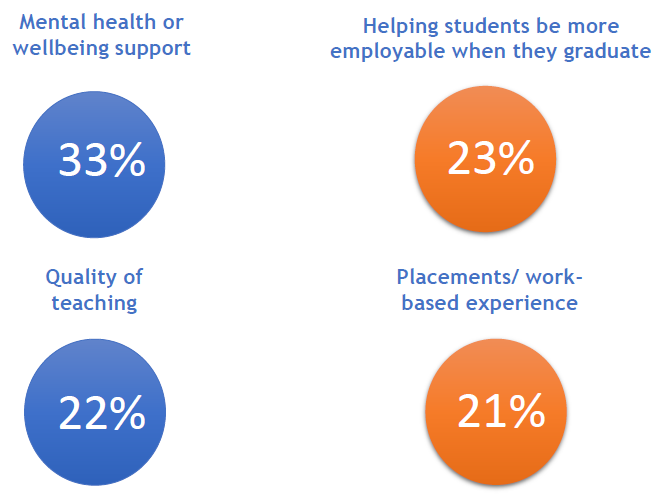 Mental health or
wellbeing support
33%
Helping students be more
employable when they graduate
23%
Quality of
teaching
22%
Placements/ work-
based experience
21%